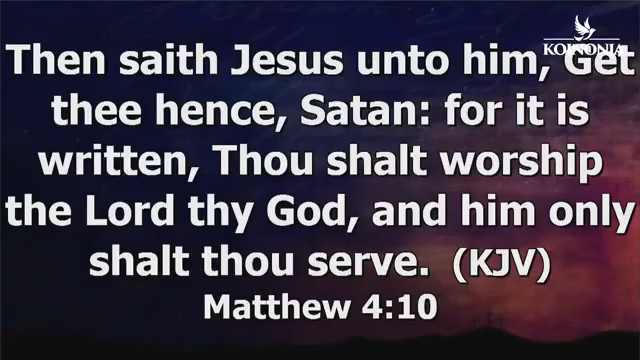 KOINONIA
Then saith Jesus unto him, Get
thee hence, Satan: for it is
written, Thou shalt worship
the Lord thy God, and him only
shalt thou serve. (KJV)
Matthew 4:10